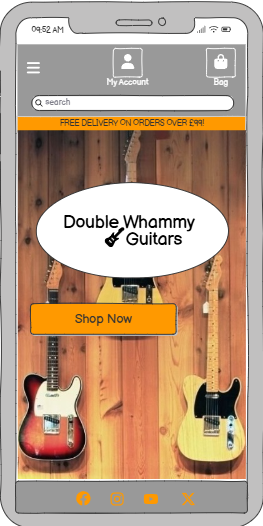 09:52 AM
My Account
Bag
search
FREE DELIVERY ON ORDERS OVER £99!
Double Whammy
Guitars
Shop Now